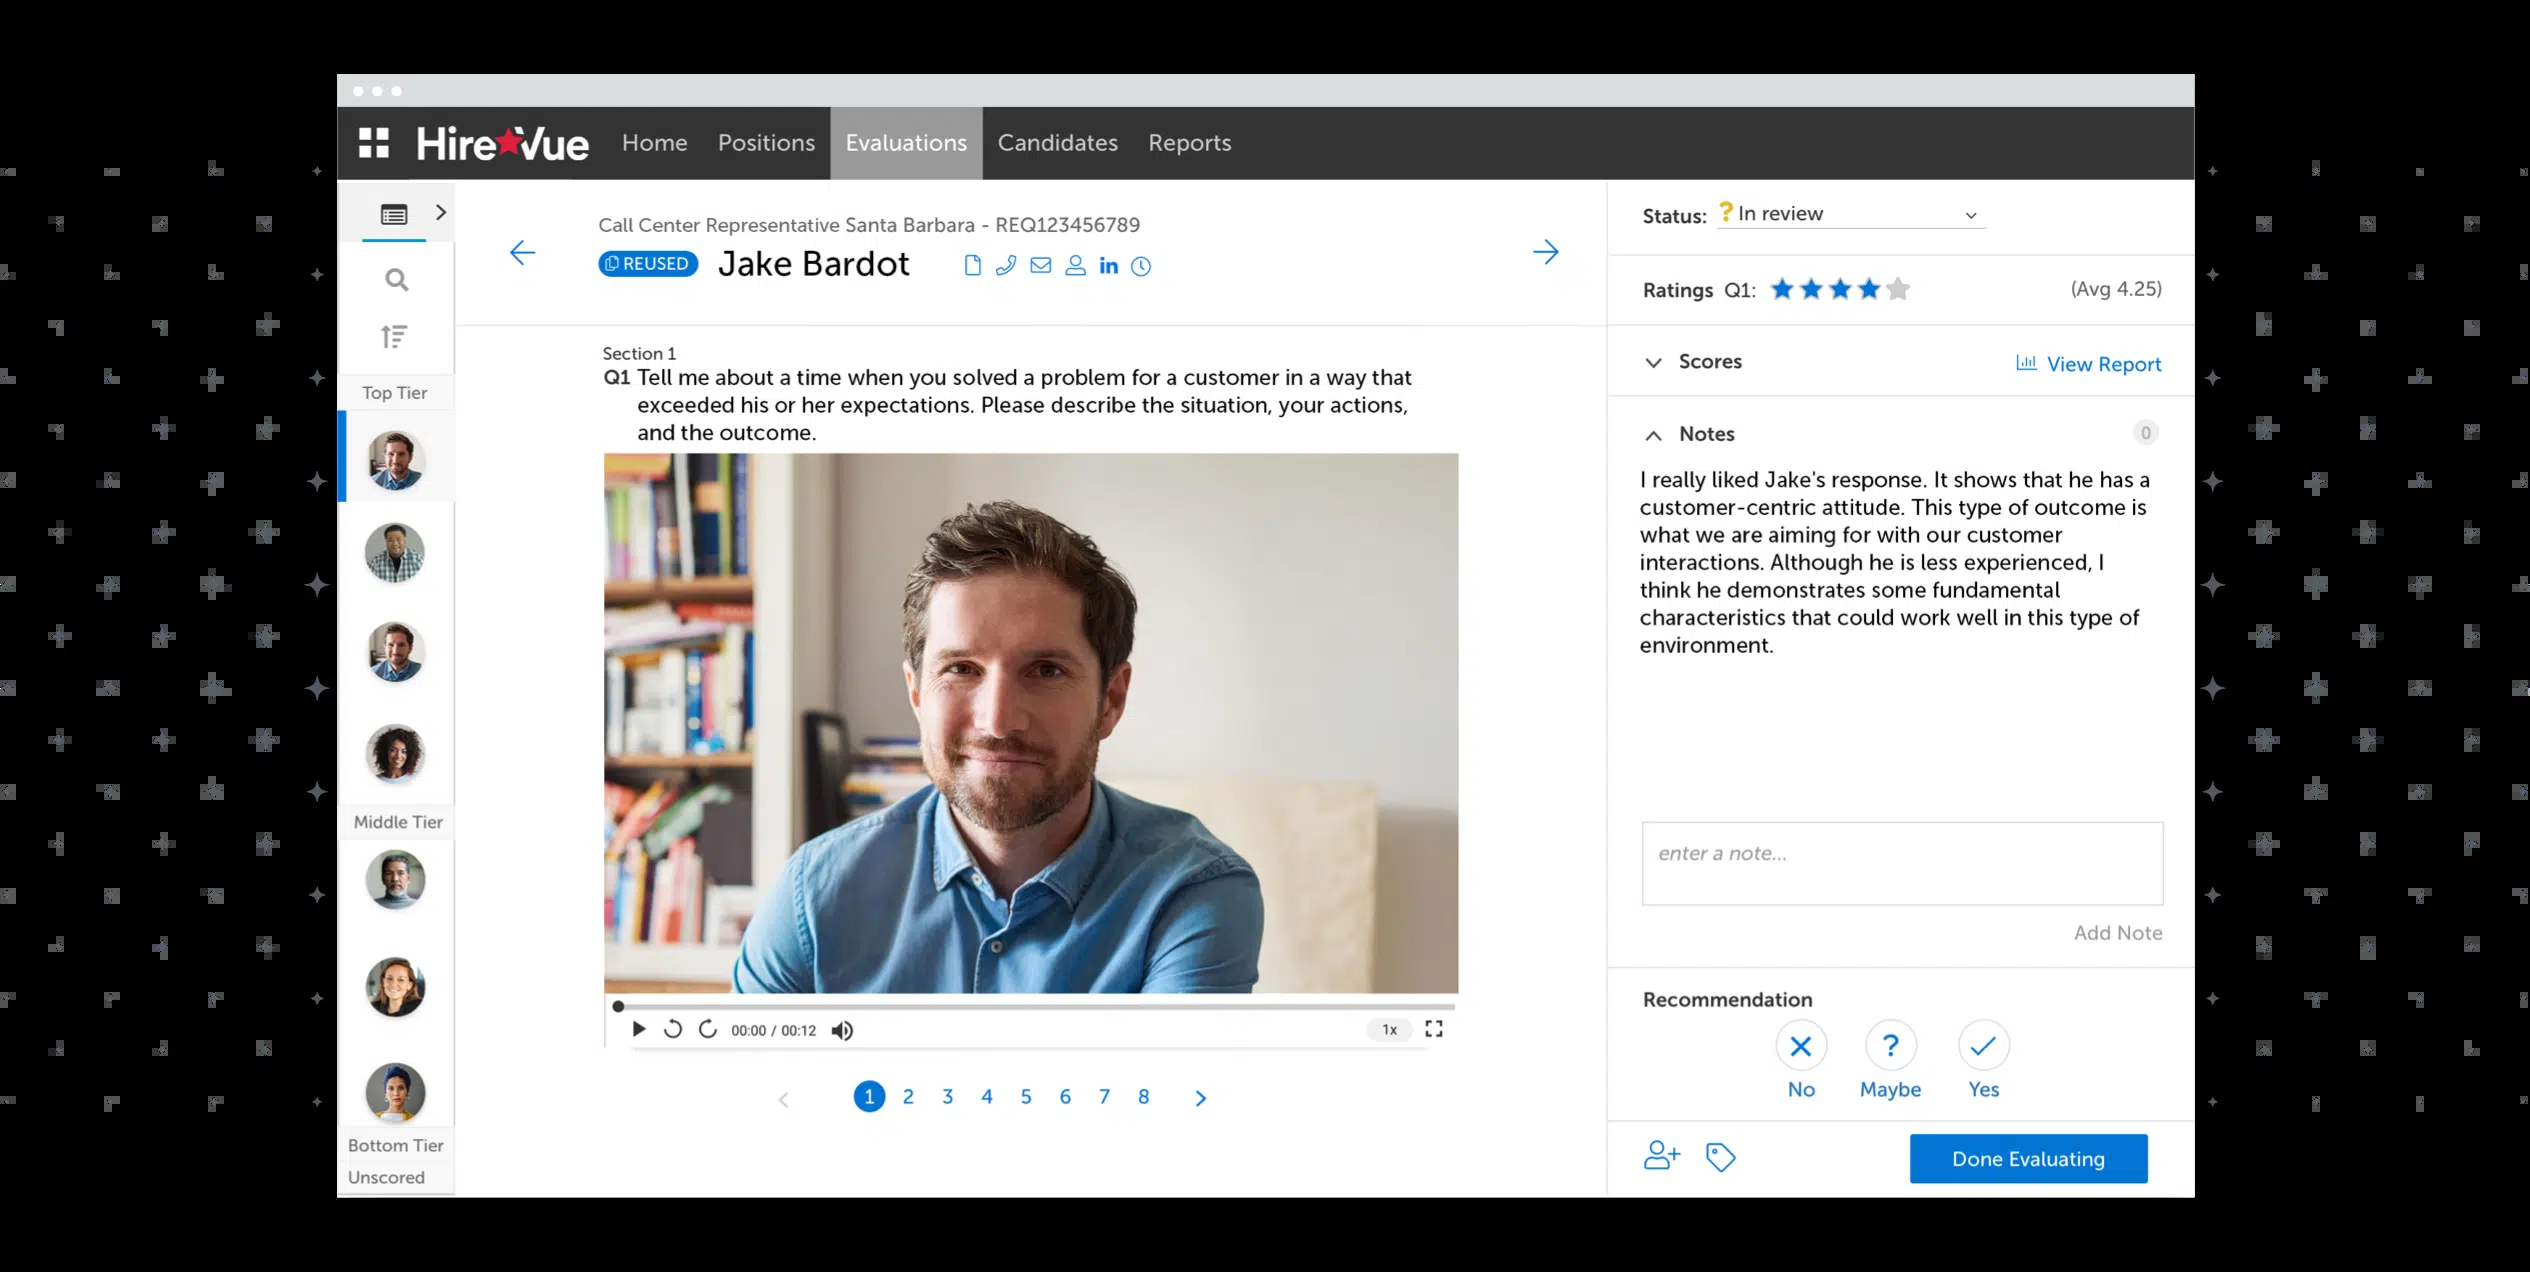 HireVue
Home Positions Evaluations Candidates Reports
Call Center Representative Santa Barbara - REQ123456789
REUSED Jake Bardot in
Top Tier
Middle Tier
Bottom Tier
Unscored
Section 1
Q1 Tell me about a time when you solved a problem for a customer in a way that
exceeded his or her expectations. Please describe the situation, your actions,
and the outcome.
00:00 / 00:12 1x
1 2 3 4 5 6 7 8
Status: ? In review
Ratings Q1: (Avg 4.25)
Scores View Report
Notes 0
I really liked Jake's response. It shows that he has a
customer-centric attitude. This type of outcome is
what we are aiming for with our customer
interactions. Although he is less experienced, I
think he demonstrates some fundamental
characteristics that could work well in this type of
environment.
enter a note...
Add Note
Recommendation
?
No Maybe Yes
Done Evaluating